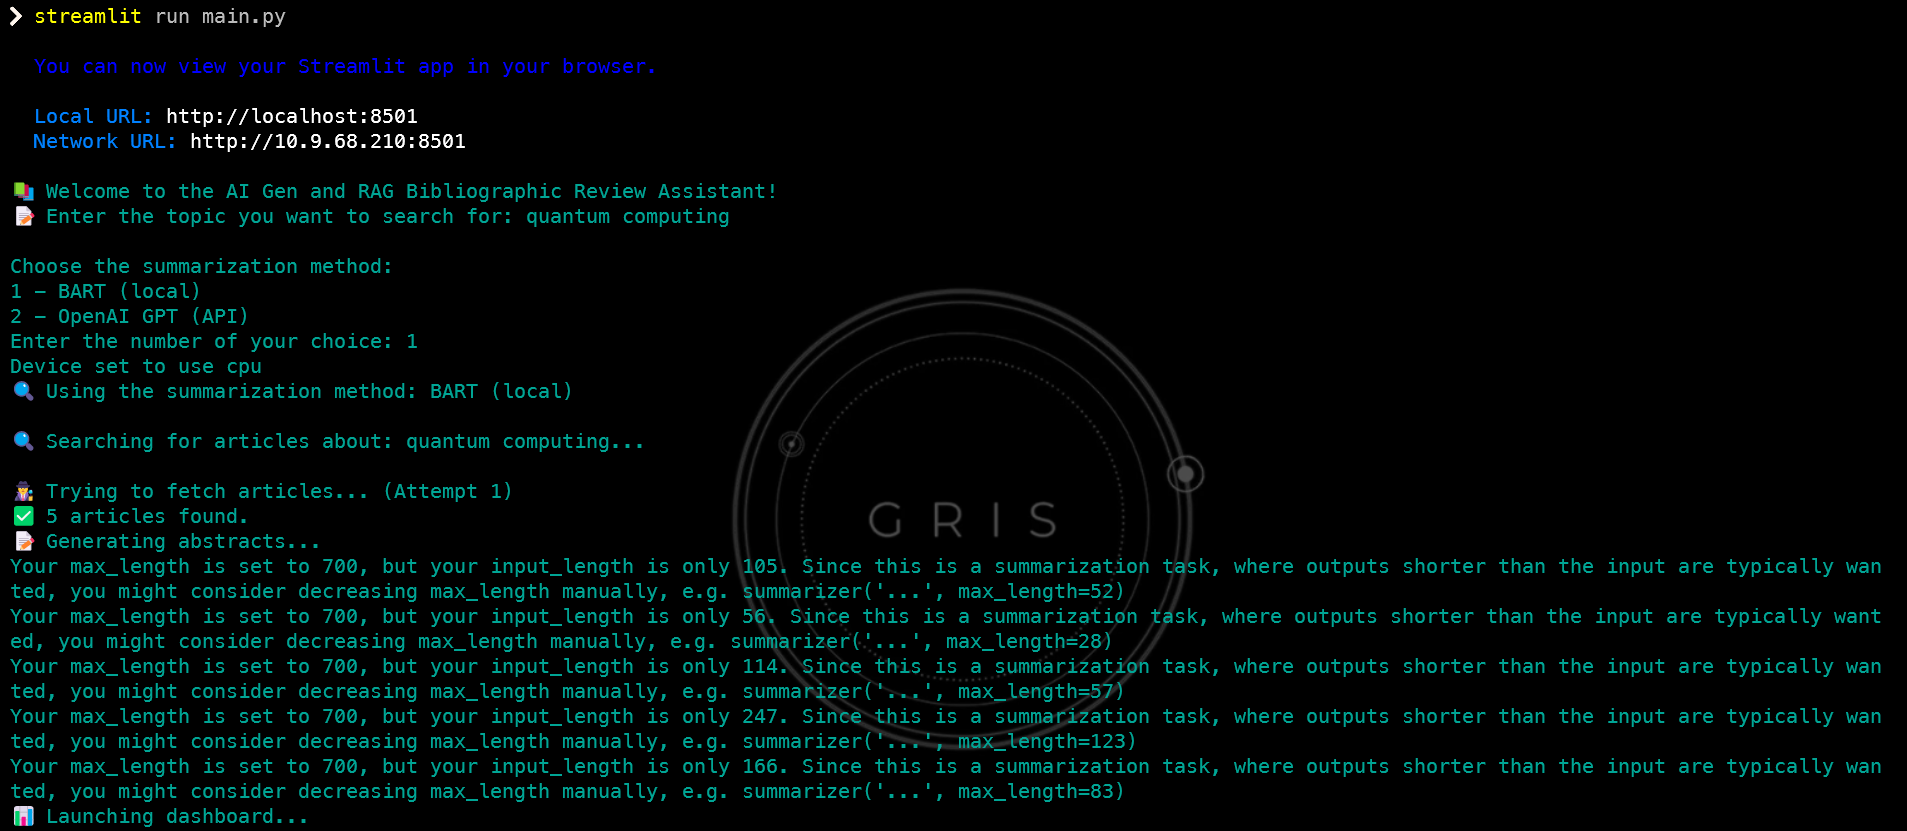 ❯ streamlit run main.py
You can now view your Streamlit app in your browser.
Local URL: http://localhost:8501
Network URL: http://10.9.68.210:8501
📚 Welcome to the AI Gen and RAG Bibliographic Review Assistant!
📝 Enter the topic you want to search for: quantum computing
Choose the summarization method:
1 – BART (local)
2 – OpenAI GPT (API)
Enter the number of your choice: 1
Device set to use cpu
🔍 Using the summarization method: BART (local)
🔍 Searching for articles about: quantum computing...
🕵️ Trying to fetch articles... (Attempt 1)
✅ 5 articles found.
📝 Generating abstracts...
Your max_length is set to 700, but your input_length is only 105. Since this is a summarization task, where outputs shorter than the input are typically wan
ted, you might consider decreasing max_length manually, e.g. summarizer('...', max_length=52)
Your max_length is set to 700, but your input_length is only 56. Since this is a summarization task, where outputs shorter than the input are typically want
ed, you might consider decreasing max_length manually, e.g. summarizer('...', max_length=28)
Your max_length is set to 700, but your input_length is only 114. Since this is a summarization task, where outputs shorter than the input are typically wan
ted, you might consider decreasing max_length manually, e.g. summarizer('...', max_length=57)
Your max_length is set to 700, but your input_length is only 247. Since this is a summarization task, where outputs shorter than the input are typically wan
ted, you might consider decreasing max_length manually, e.g. summarizer('...', max_length=123)
Your max_length is set to 700, but your input_length is only 166. Since this is a summarization task, where outputs shorter than the input are typically wan
ted, you might consider decreasing max_length manually, e.g. summarizer('...', max_length=83)
📊 Launching dashboard...
GRIS